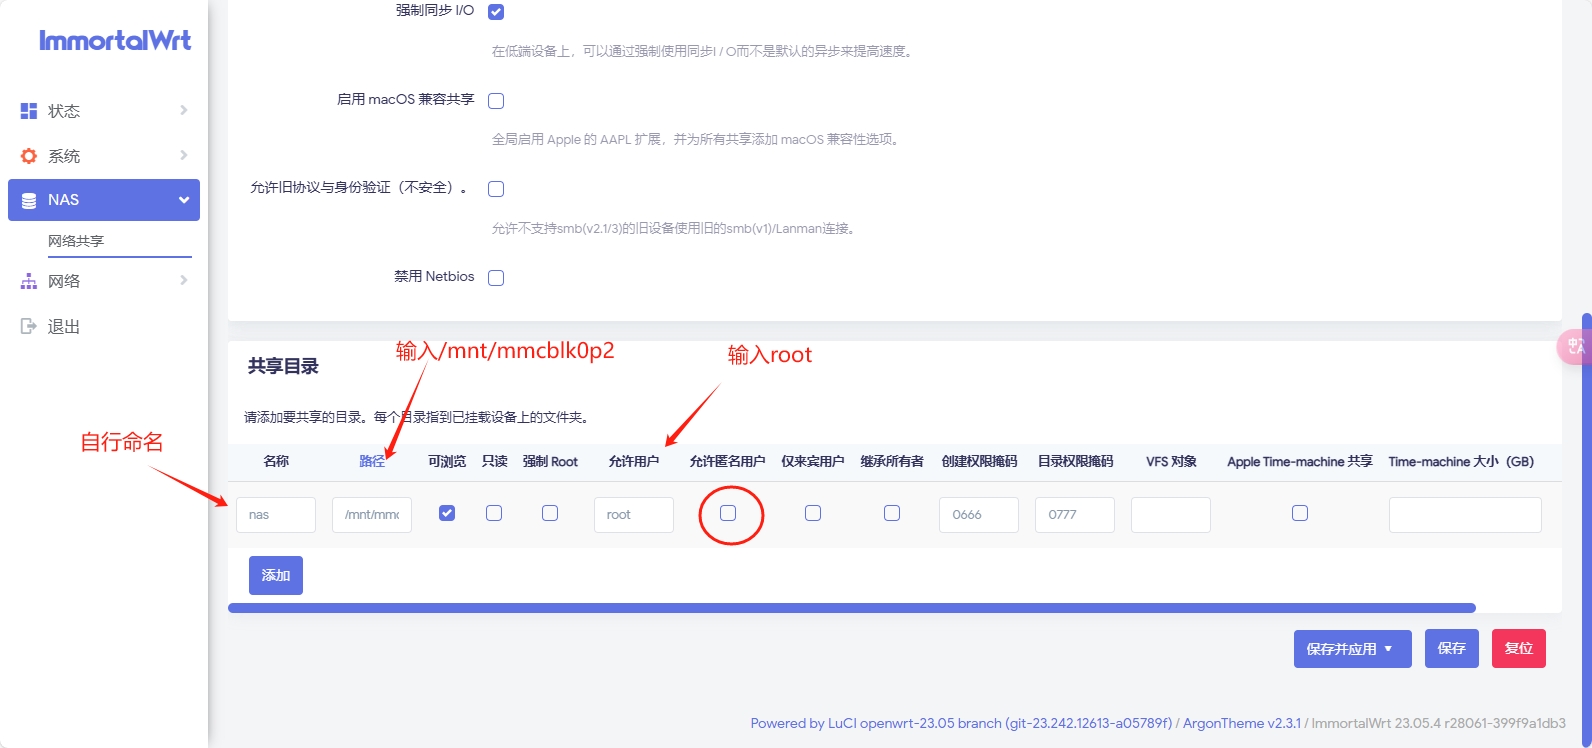 ImmortalWrt
状态
系统
NAS
网络共享
网络
退出
强制同步 I/O
在低端设备上，可以通过强制使用同步I / O而不是默认的异步来提高速度。
启用 macOS 兼容共享
全局启用 Apple 的 AAPL 扩展，并为所有共享添加 macOS 兼容性选项。
允许旧协议与身份验证（不安全）。
允许不支持smb(v2.1/3)的旧设备使用旧的smb(v1)/Lanman连接。
禁用 Netbios
输入/mnt/mmcblk0p2
输入root
共享目录
请添加要共享的目录。每个目录指到已挂载设备上的文件夹。
自行命名
名称 路径 可浏览 只读 强制 Root 允许用户 允许匿名用户 仅来宾用户 继承所有者 创建权限掩码 目录权限掩码 VFS 对象 Apple Time-machine 共享 Time-machine 大小（GB）
nas /mnt/mmc root 0666 0777
添加
保存并应用 保存 复位
Powered by LuCI openwrt-23.05 branch (git-23.242.12613-a05789f) / ArgonTheme v2.3.1 / ImmortalWrt 23.05.4 r28061-399f9a1db3
中A